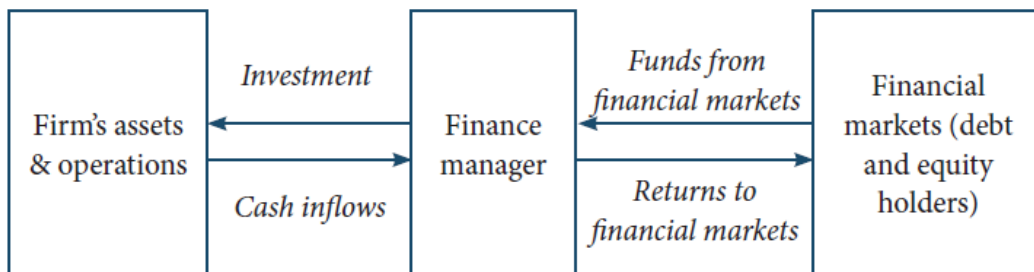 Firm's assets
& operations
Investment
Cash inflows
Finance
manager
Funds from
financial markets
Returns to
financial markets
Financial
markets (debt
and equity
holders)